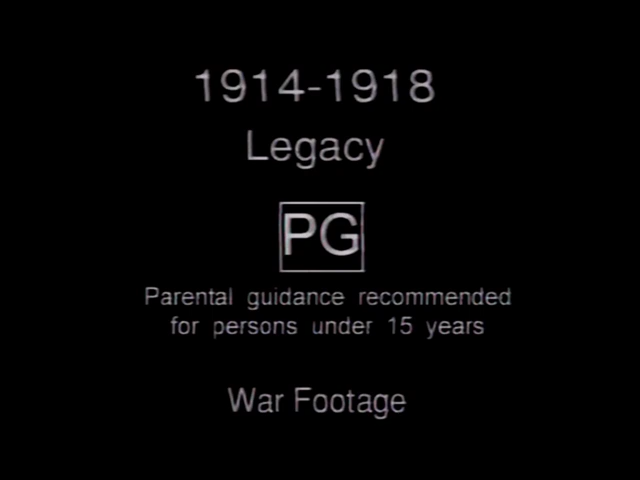 1914-1918
Legacy
PG
Parental guidance recommended
for persons under 15 years
War Footage